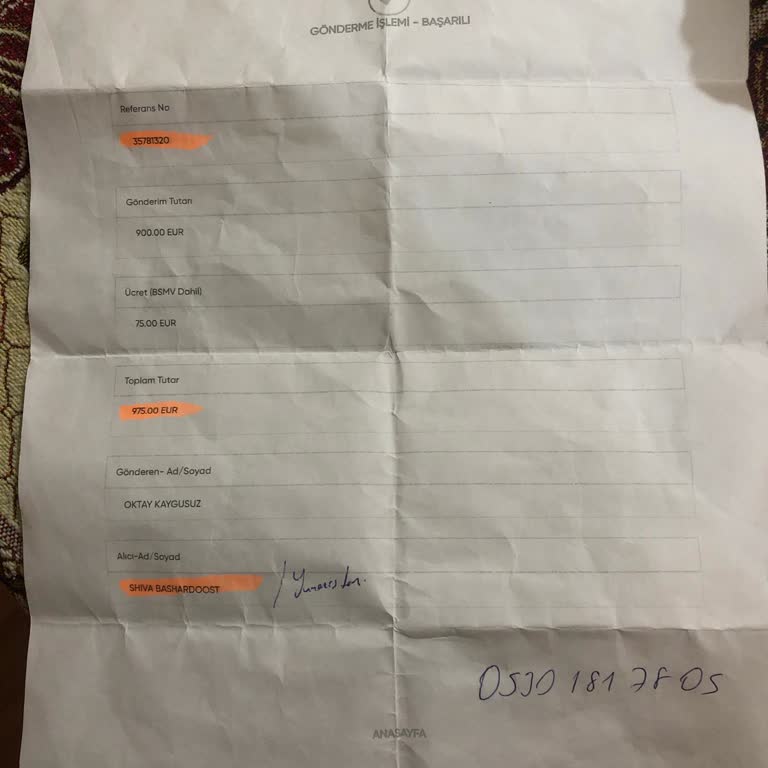 GÖNDERME İŞLEMİ - BAŞARILI
Referans No
35781320
Gönderim Tutarı
900.00 EUR
Ücret (BSMV Dahil)
75.00 EUR
Toplam Tutar
975.00 EUR
Gönderen- Ad/Soyad
OKTAY KAYGUSUZ
Alıcı-Ad/Soyad
SHIVA BASHARDOOST / Yunanistan.
0530 181 78 05
ANASAYFA